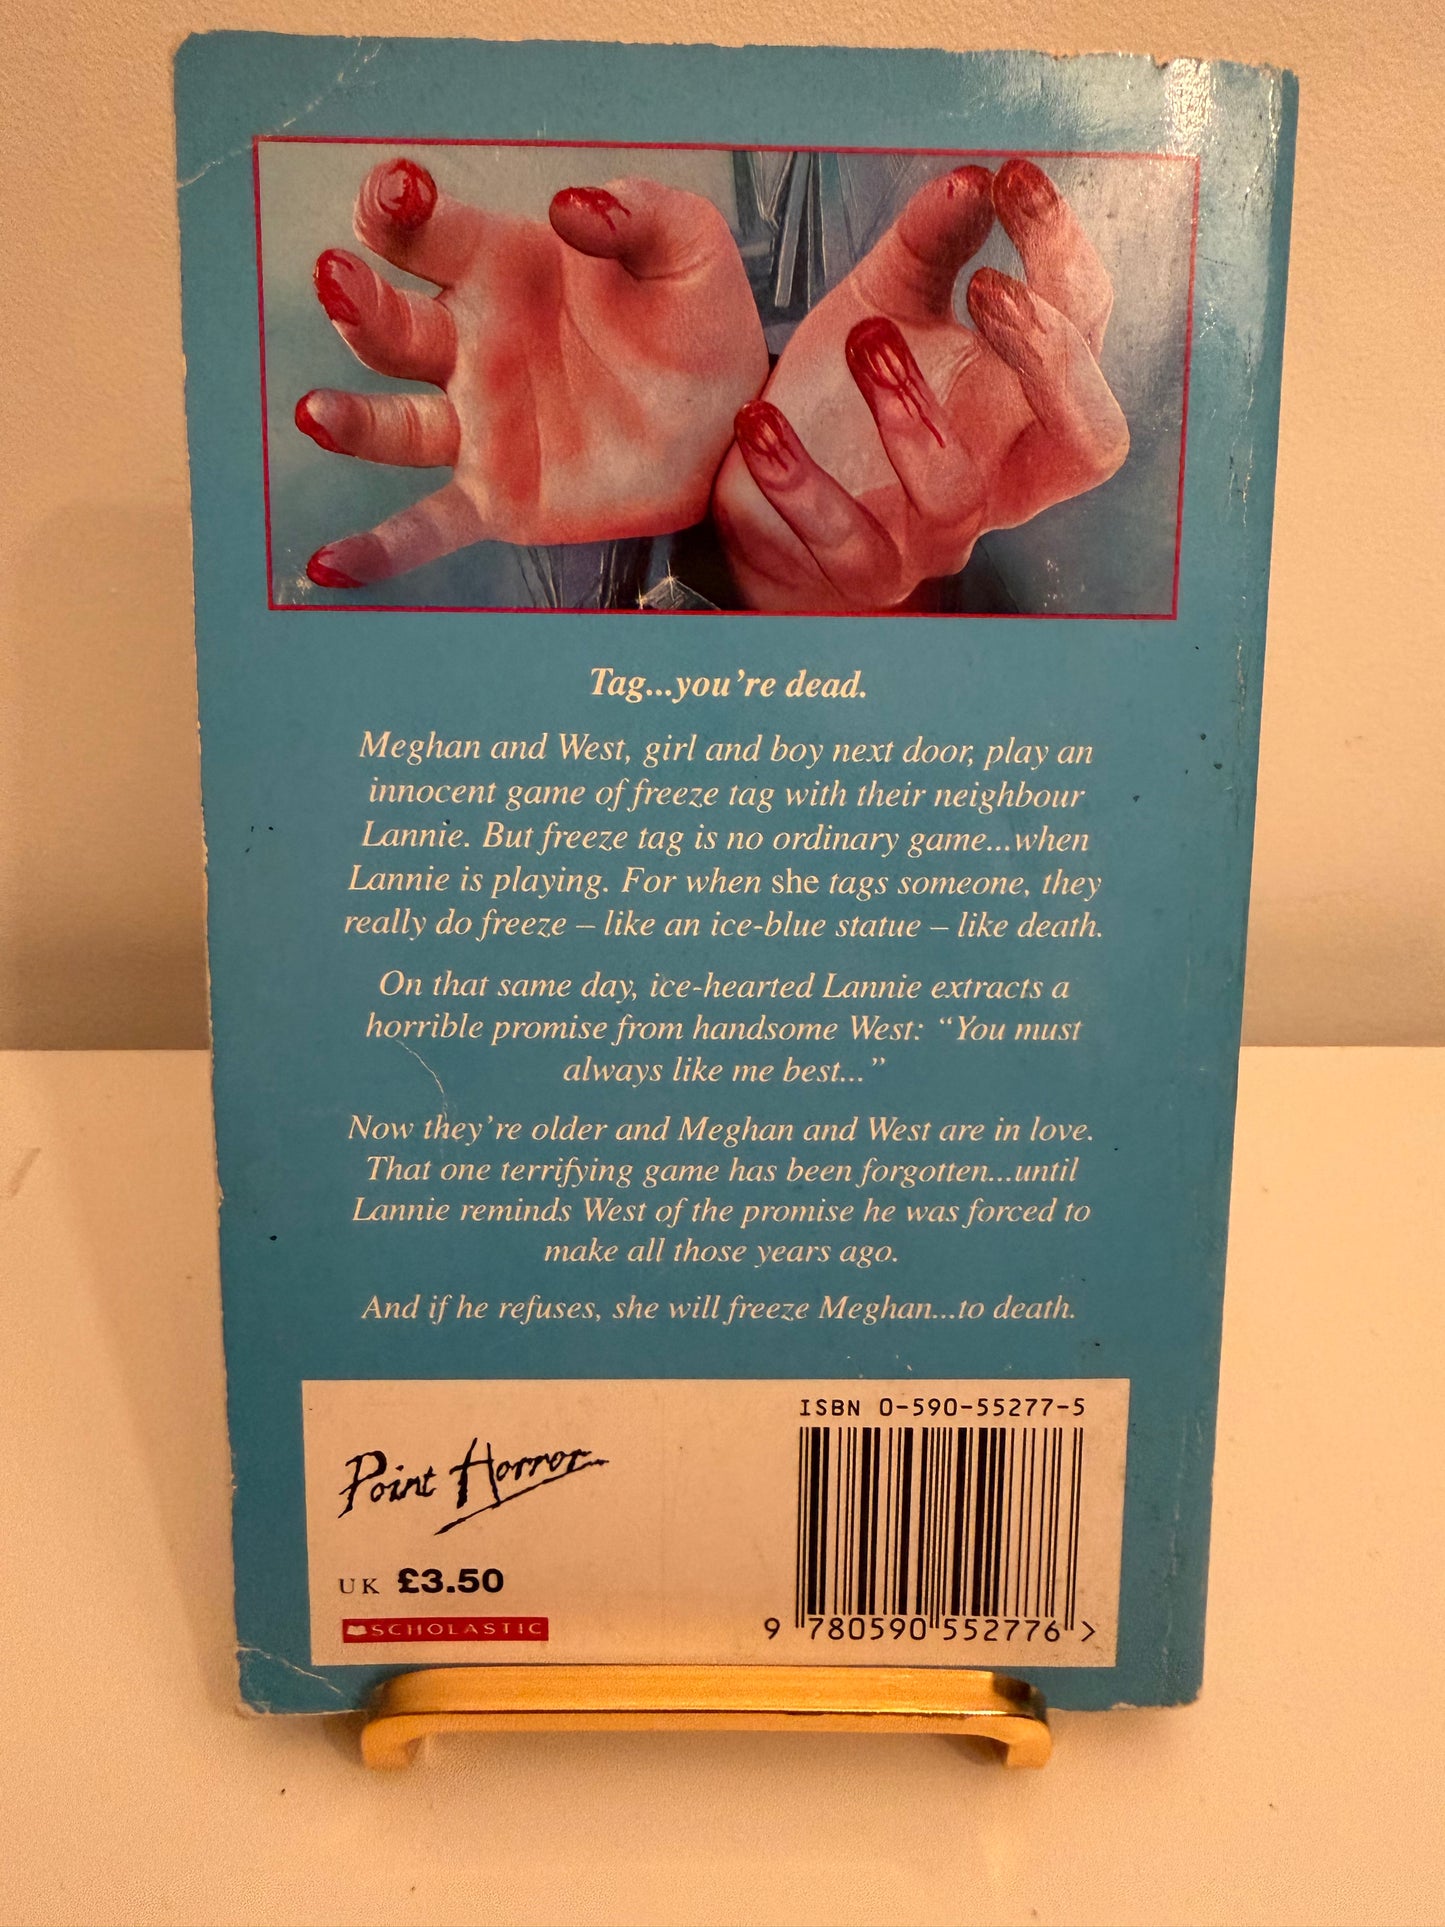 Tag...you're dead.
Meghan and West, girl and boy next door, play an
innocent game of freeze tag with their neighbour
Lannie. But freeze tag is no ordinary game...when
Lannie is playing. For when she tags someone, they
really do freeze – like an ice-blue statue – like death.
On that same day, ice-hearted Lannie extracts a
horrible promise from handsome West: “You must
always like me best...”
Now they're older and Meghan and West are in love.
That one terrifying game has been forgotten...until
Lannie reminds West of the promise he was forced to
make all those years ago.
And if he refuses, she will freeze Meghan...to death.
ISBN 0-590-55277-5
Point Horror
UK £3.50
SCHOLASTIC
9 780590 552776 >